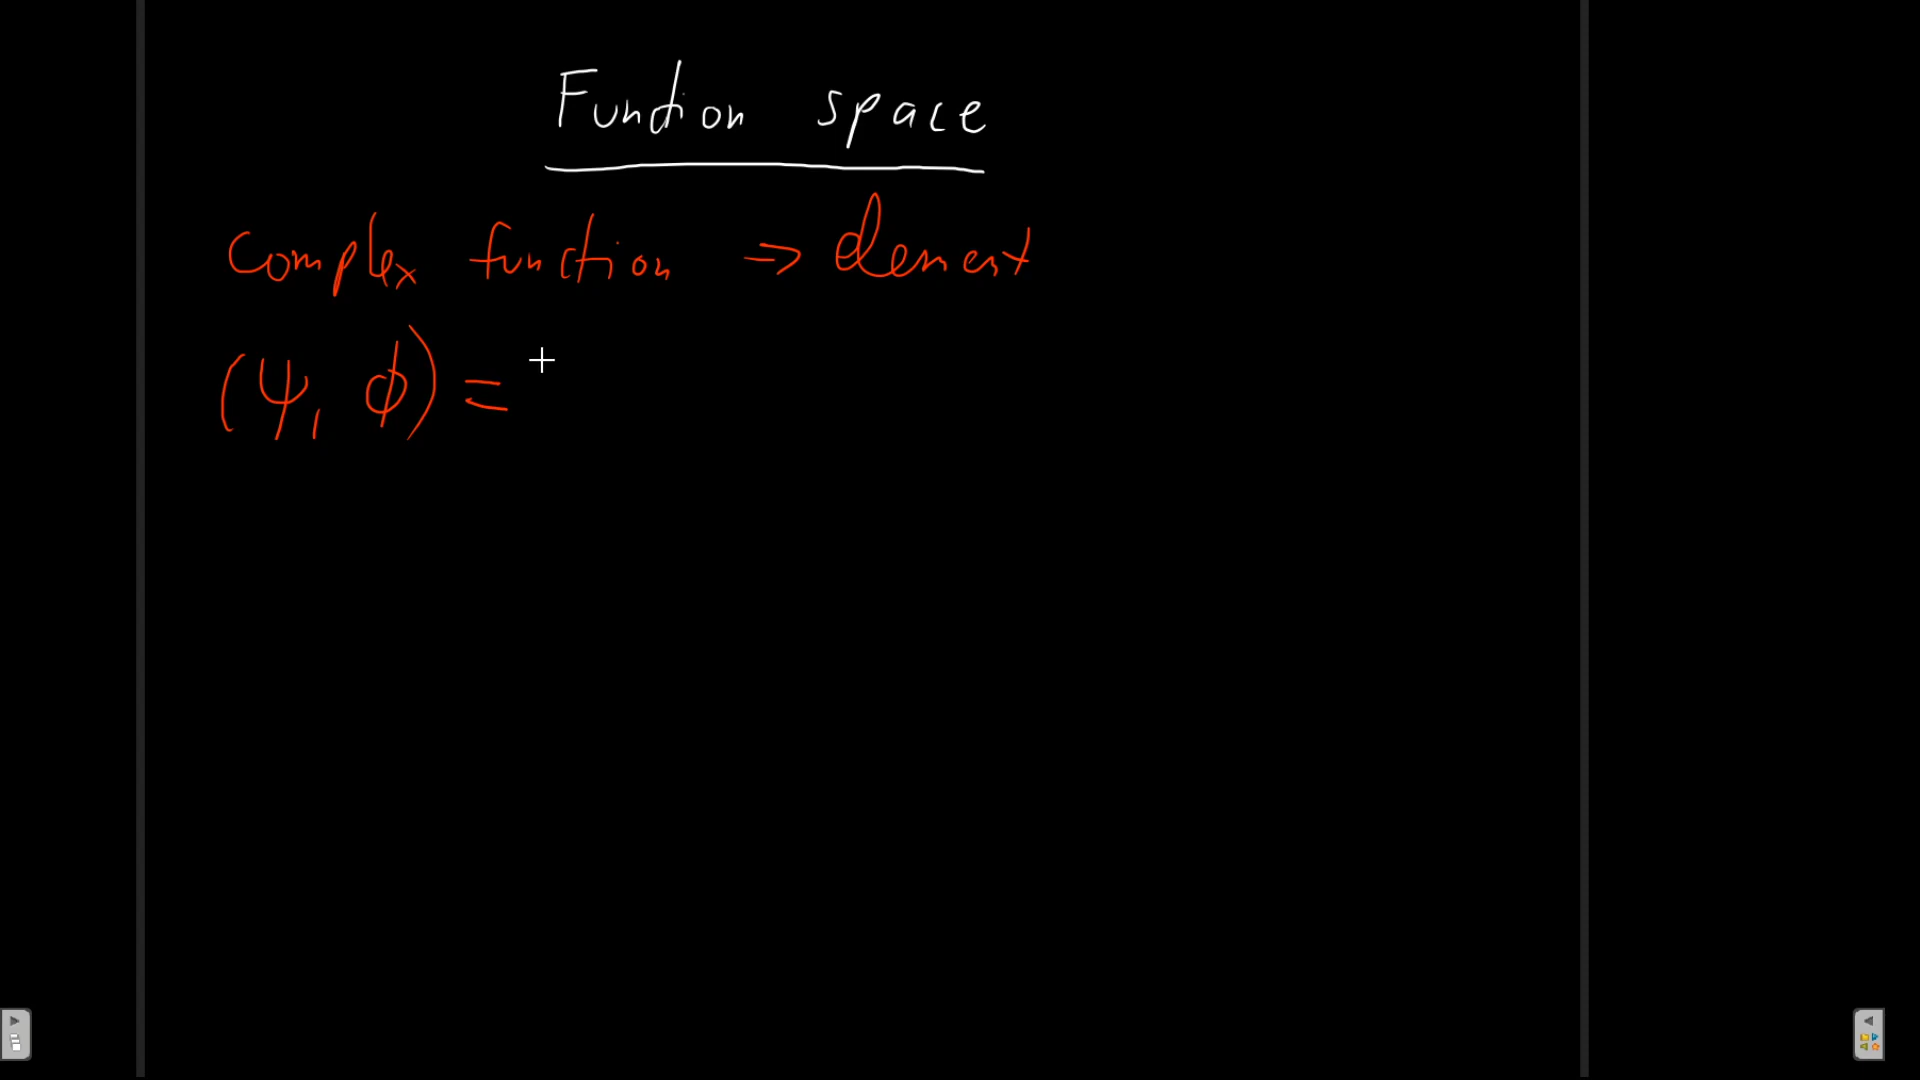 Function space
Complex function → element
(ψ, ϕ) =